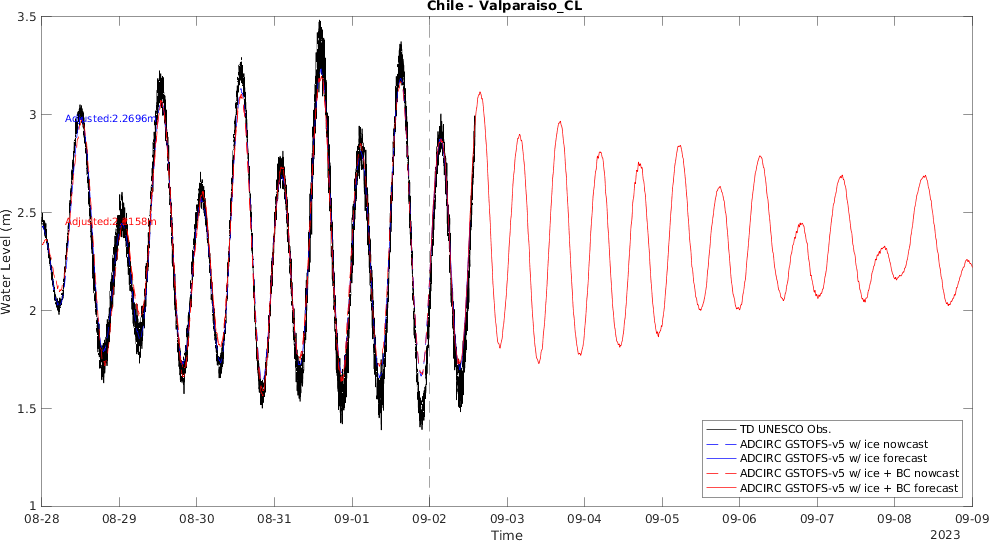 Chile - Valparaiso_CL
Water Level (m)
3.5
3
2.5
2
1.5
1
Adjusted:2.2696m
08-28
08-29
08-30
08-31
09-01
09-02
09-03
09-04
09-05
09-06
09-07
09-08
09-09
Time
2023
TD UNESCO Obs.
ADCIRC GSTOFS-v5 w/ ice nowcast
ADCIRC GSTOFS-v5 w/ ice forecast
ADCIRC GSTOFS-v5 w/ ice + BC nowcast
ADCIRC GSTOFS-v5 w/ ice + BC forecast